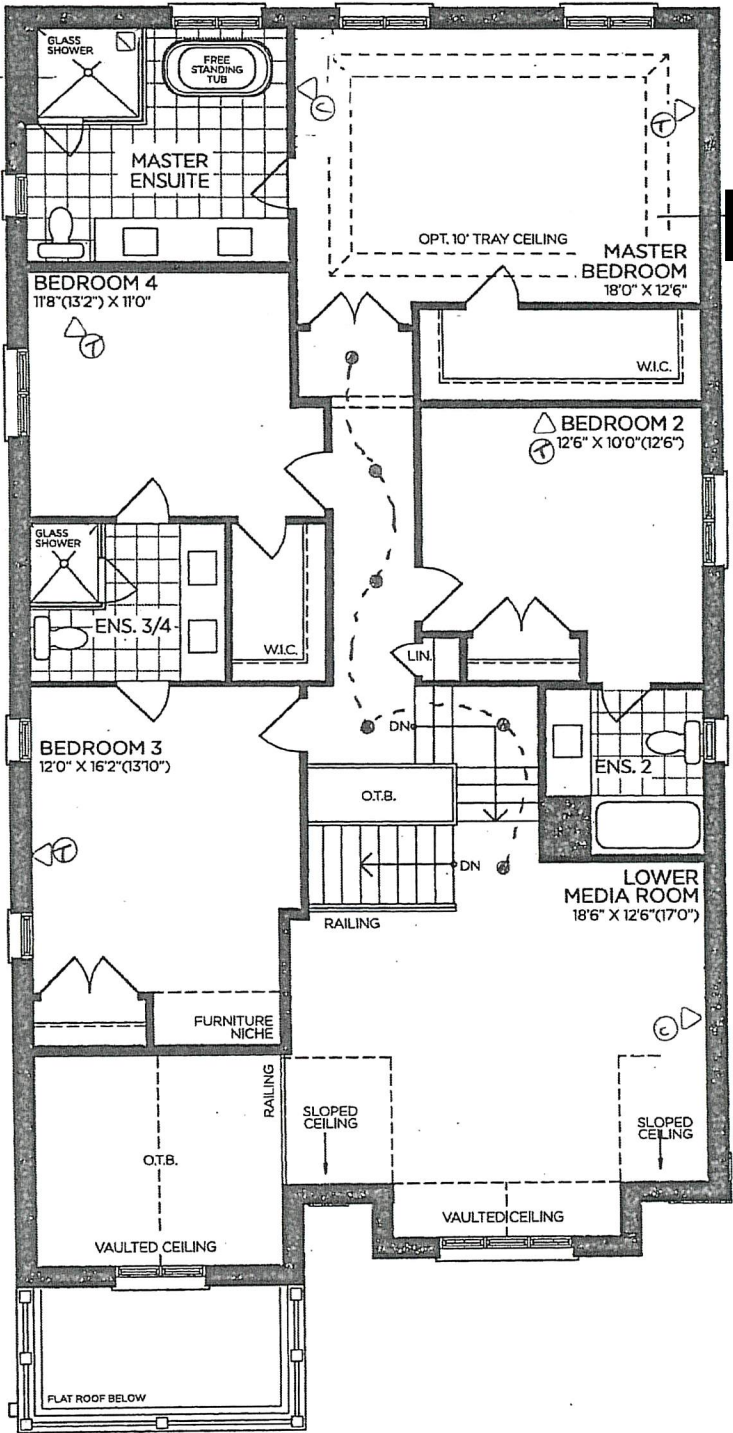 GLASS
SHOWER
FREE
STANDING
TUB
C
T
MASTER
ENSUITE
OPT. 10' TRAY CEILING
MASTER
BEDROOM
18'0" X 12'6"
BEDROOM 4
11'8"(13'2") X 11'0"
T
W.I.C.
BEDROOM 2
T
12'6" X 10'0"(12'6")
GLASS
SHOWER
ENS. 3/4
W.I.C.
LIN.
DN
BEDROOM 3
12'0" X 16'2"(13'10")
O.T.B.
ENS. 2
T
DN
LOWER
MEDIA ROOM
18'6" X 12'6"(17'0")
RAILING
FURNITURE
NICHE
C
RAILING
SLOPED
CEILING
SLOPED
CEILING
O.T.B.
VAULTED CEILING
VAULTED CEILING
FLAT ROOF BELOW